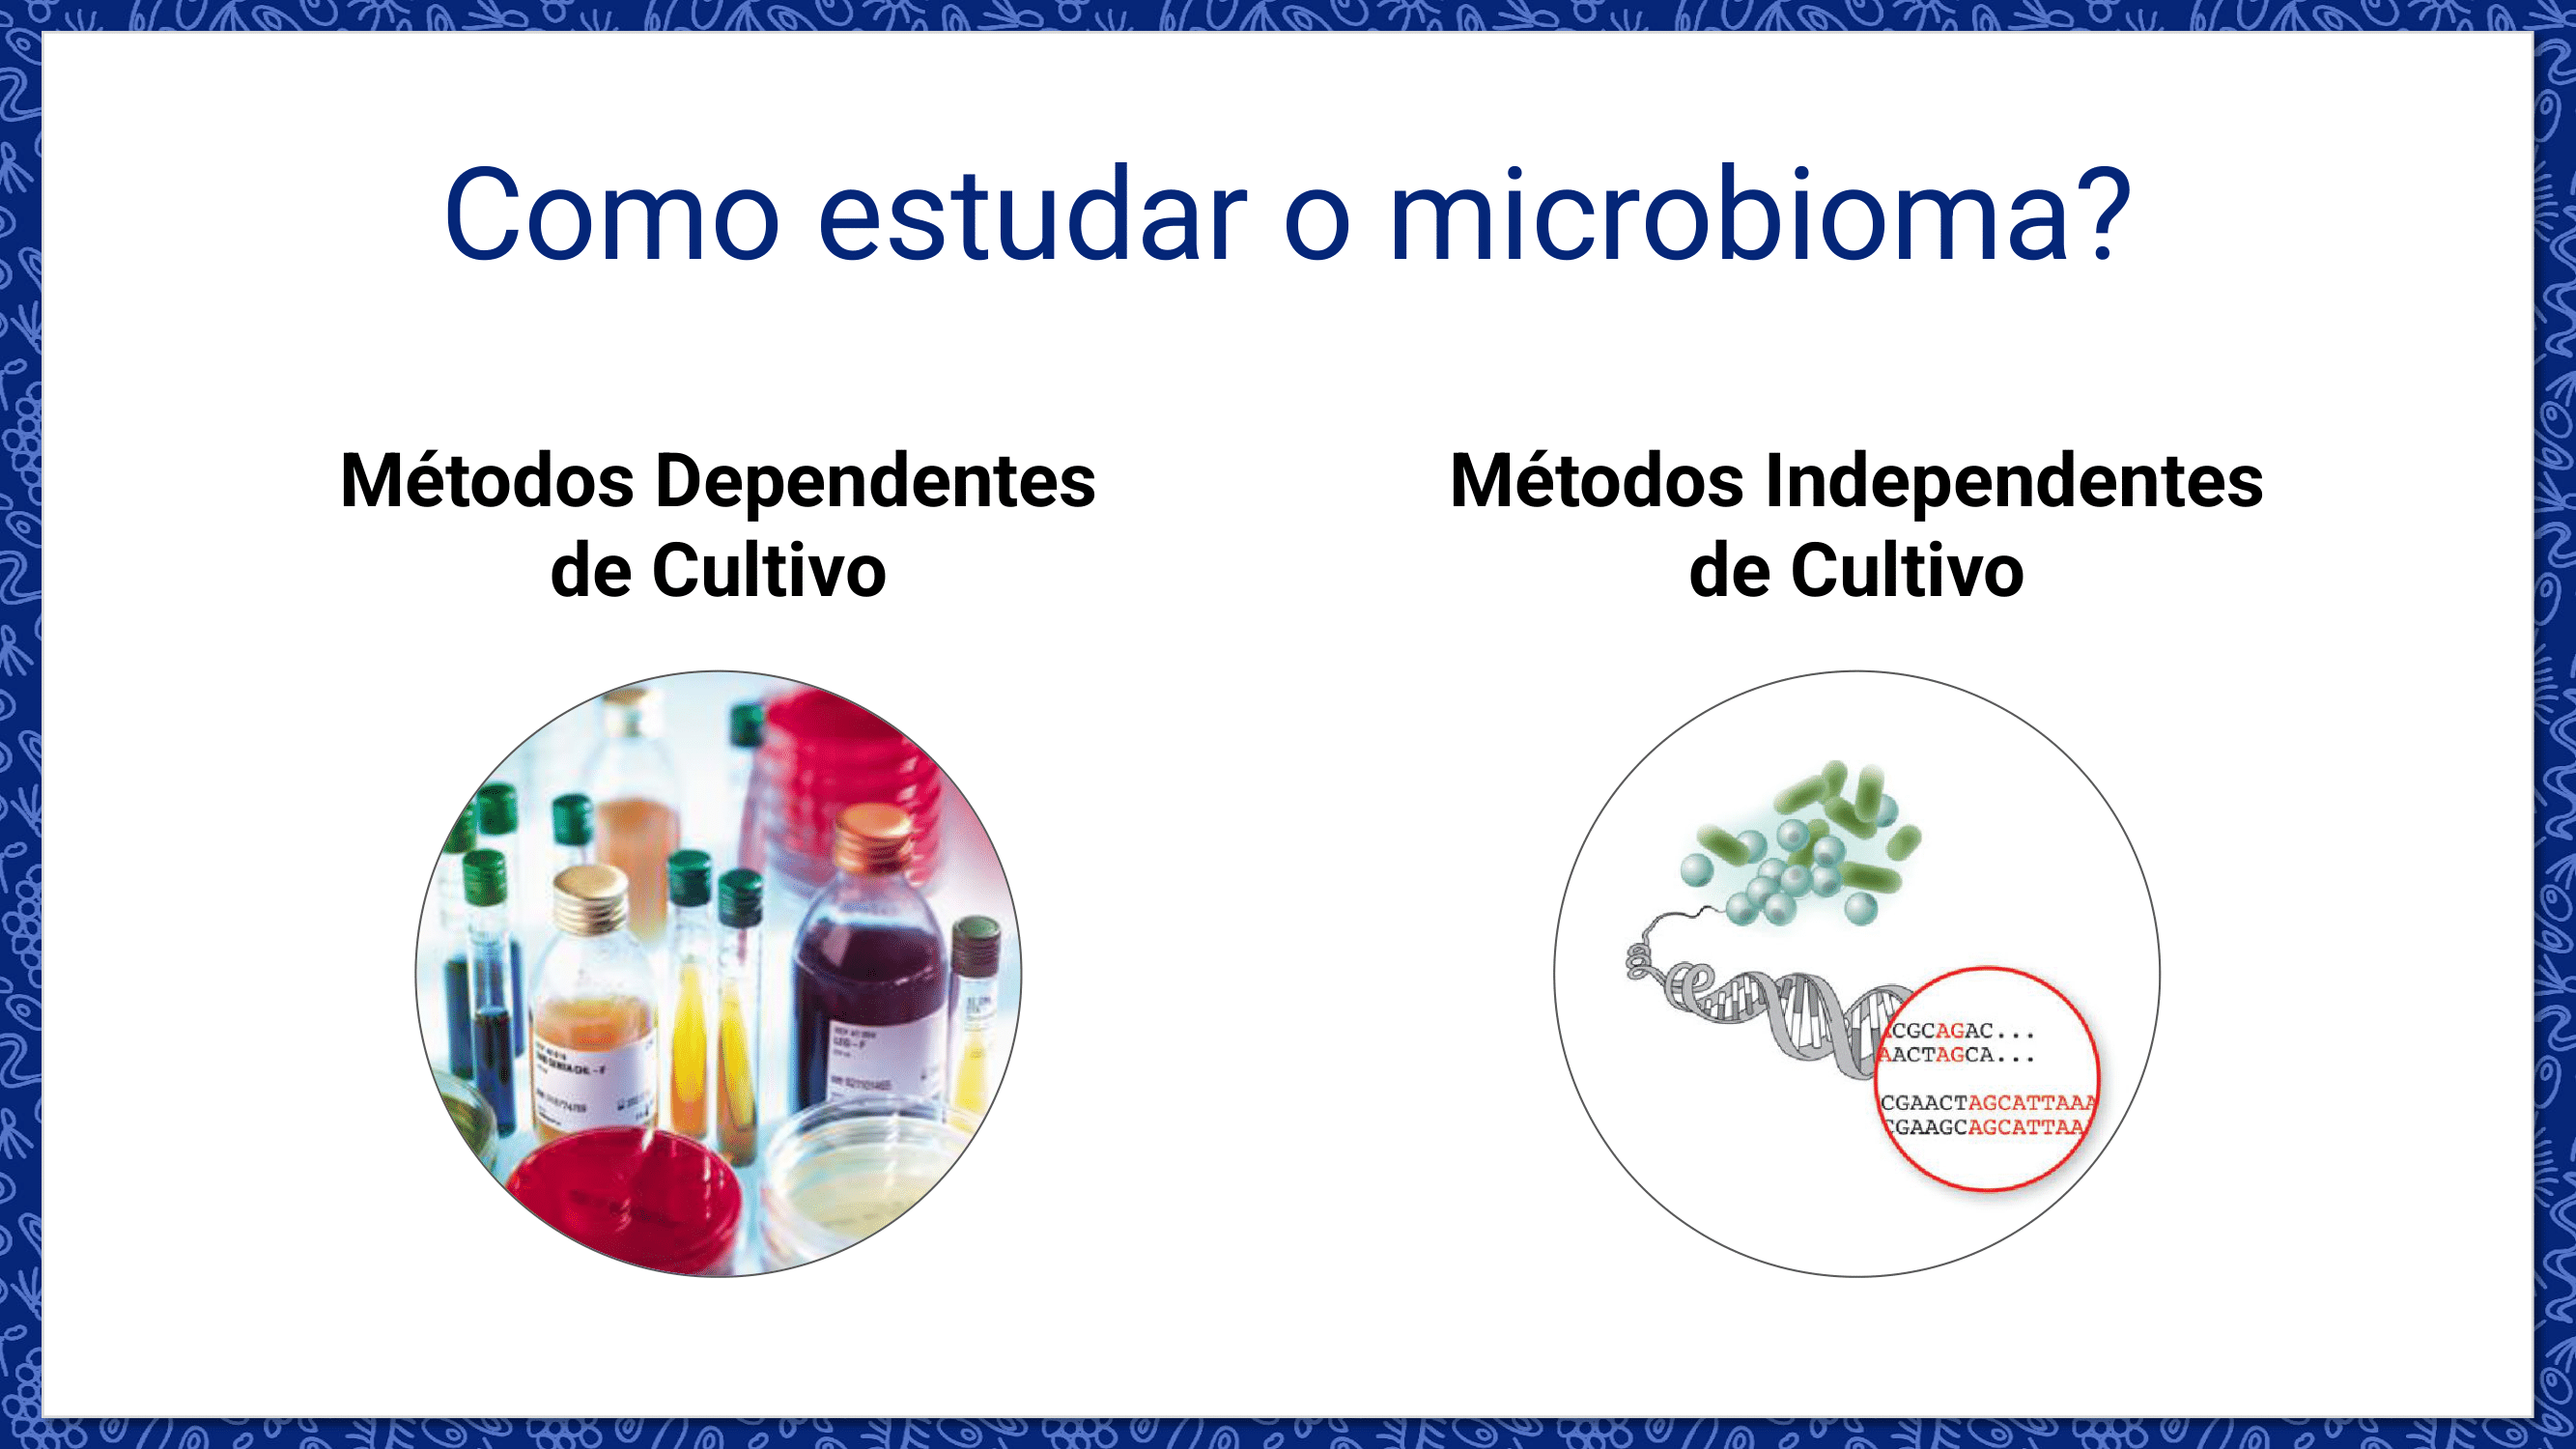 Como estudar o microbioma?
Métodos Dependentes
de Cultivo
Métodos Independentes
de Cultivo
CGCAGAC...
AACTAGCA...
CGAACTAGCATTAAA
CGAAGCAGCATTAA